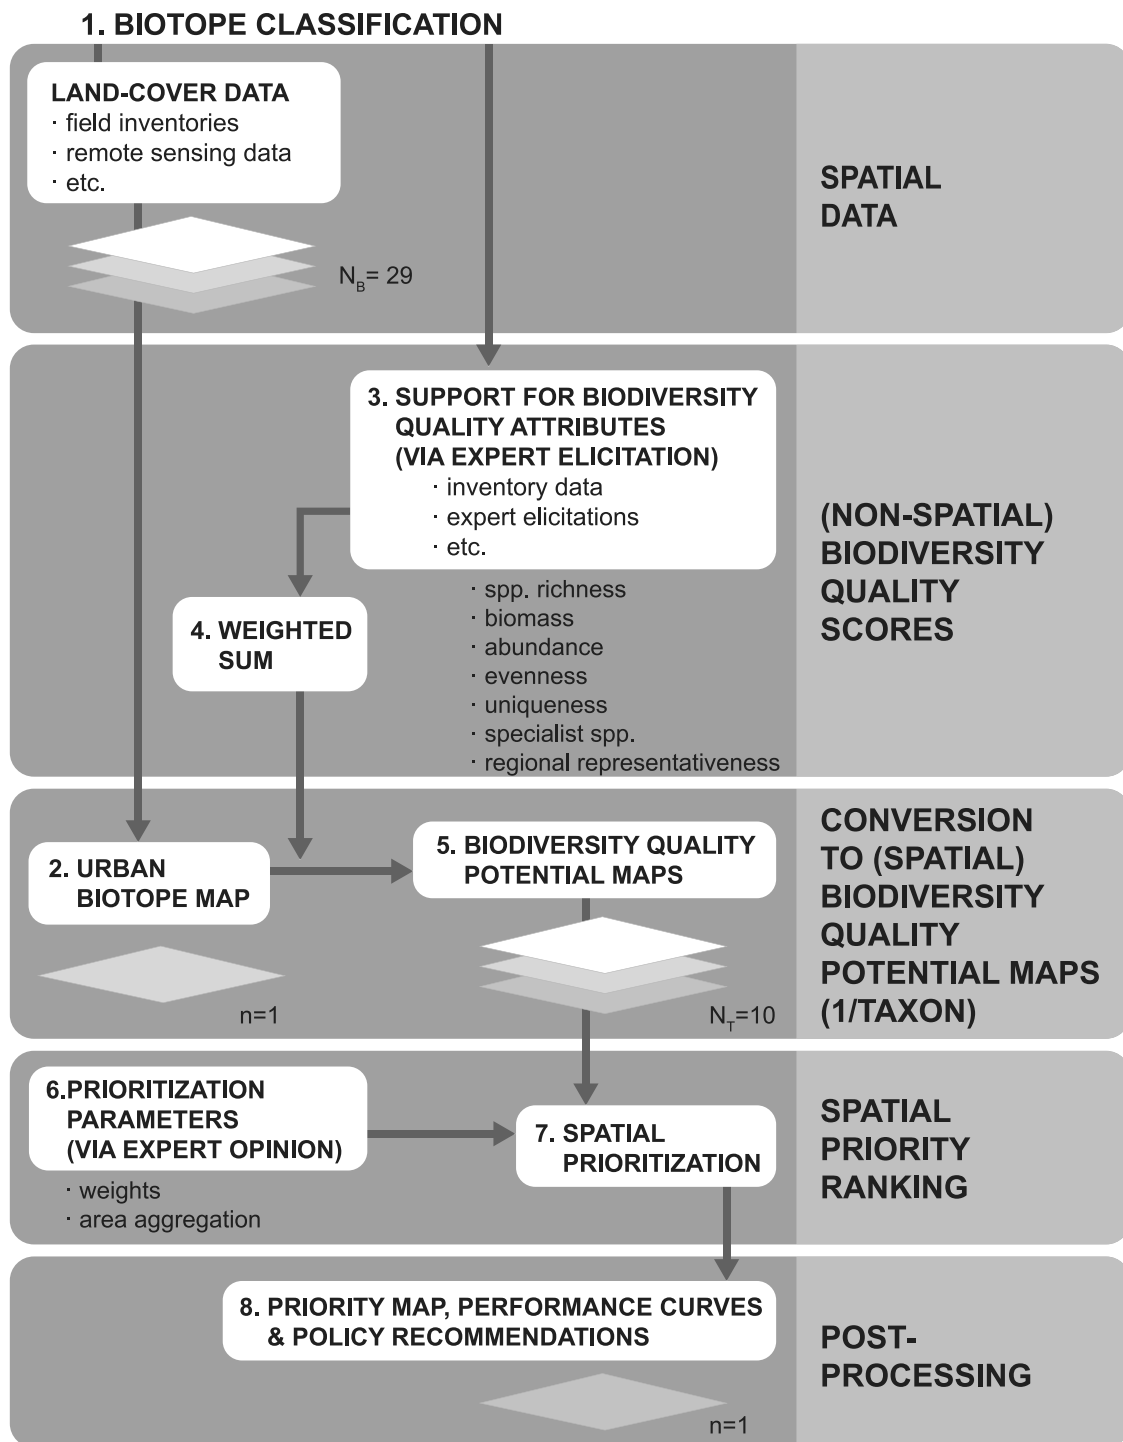 1. BIOTOPE CLASSIFICATION
LAND-COVER DATA
· field inventories
· remote sensing data
· etc.
N_B= 29
SPATIAL
DATA
3. SUPPORT FOR BIODIVERSITY
QUALITY ATTRIBUTES
(VIA EXPERT ELICITATION)
· inventory data
· expert elicitations
· etc.
· spp. richness
· biomass
· abundance
· evenness
· uniqueness
· specialist spp.
· regional representativeness
4. WEIGHTED
SUM
(NON-SPATIAL)
BIODIVERSITY
QUALITY
SCORES
2. URBAN
BIOTOPE MAP
n=1
5. BIODIVERSITY QUALITY
POTENTIAL MAPS
N_T=10
CONVERSION
TO (SPATIAL)
BIODIVERSITY
QUALITY
POTENTIAL MAPS
(1/TAXON)
6.PRIORITIZATION
PARAMETERS
(VIA EXPERT OPINION)
· weights
· area aggregation
7. SPATIAL
PRIORITIZATION
SPATIAL
PRIORITY
RANKING
8. PRIORITY MAP, PERFORMANCE CURVES
& POLICY RECOMMENDATIONS
n=1
POST-
PROCESSING